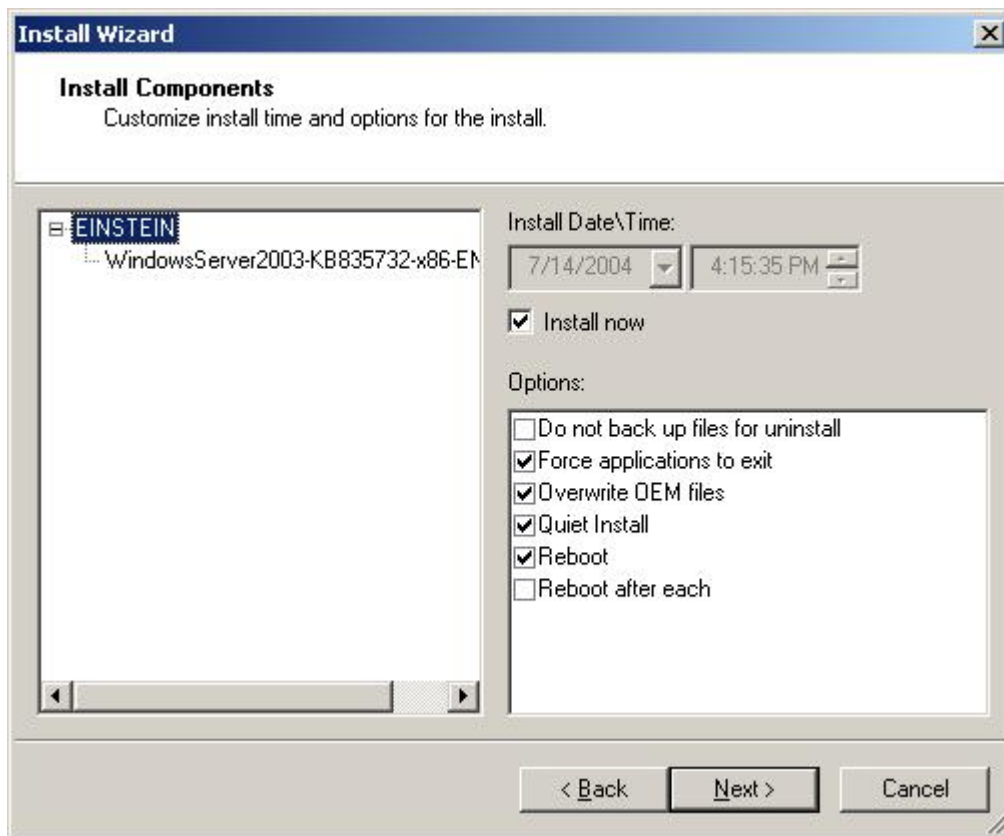 Install Wizard
Install Components
Customize install time and options for the install.
EINSTEIN
WindowsServer2003-KB835732-x86-EN
Install Date\Time:
7/14/2004
4:15:35 PM
Install now
Options:
Do not back up files for uninstall
Force applications to exit
Overwrite OEM files
Quiet Install
Reboot
Reboot after each
< Back
Next >
Cancel